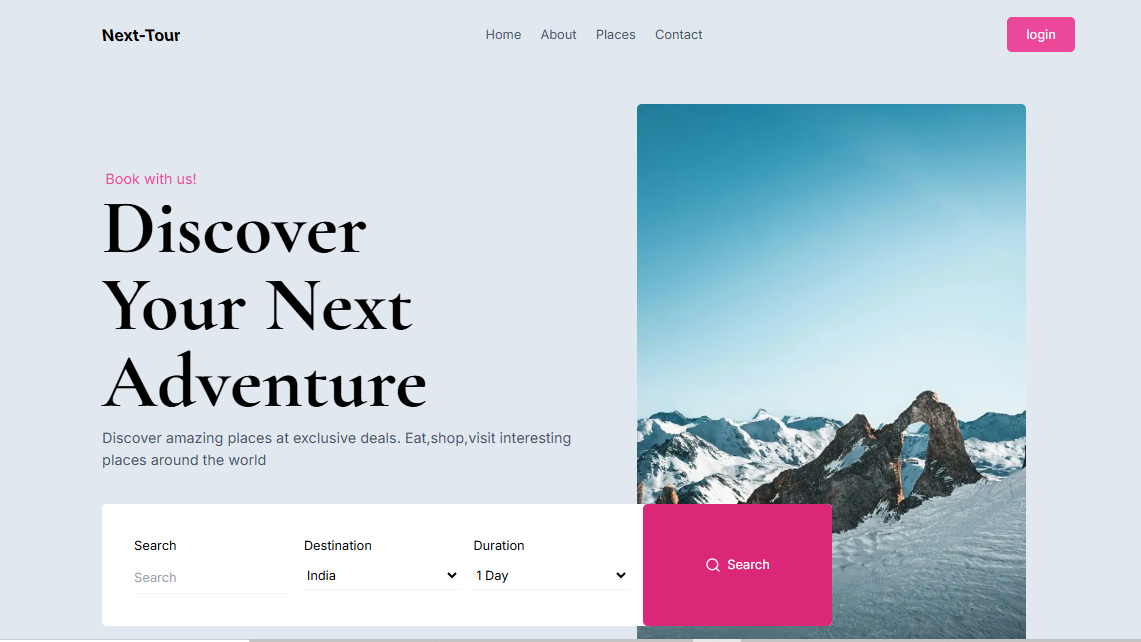 Next-Tour
Home About Places Contact
login
Book with us!
Discover
Your Next
Adventure
Discover amazing places at exclusive deals. Eat,shop,visit interesting
places around the world
Search Destination Duration
Search India 1 Day
Search